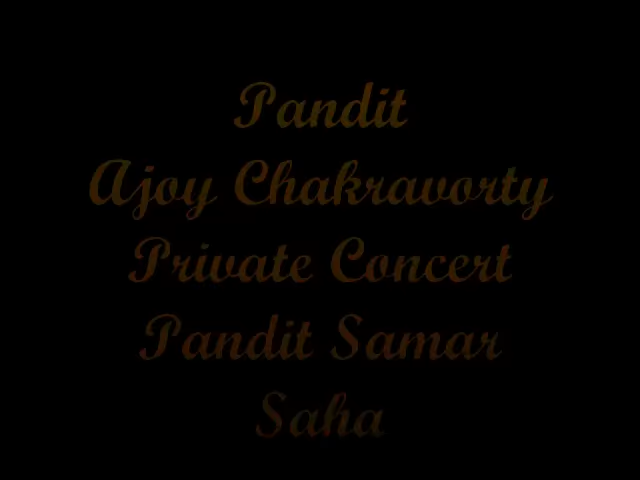 Pandit
Ajoy Chakravorty
Private Concert
Pandit Samar
Saha